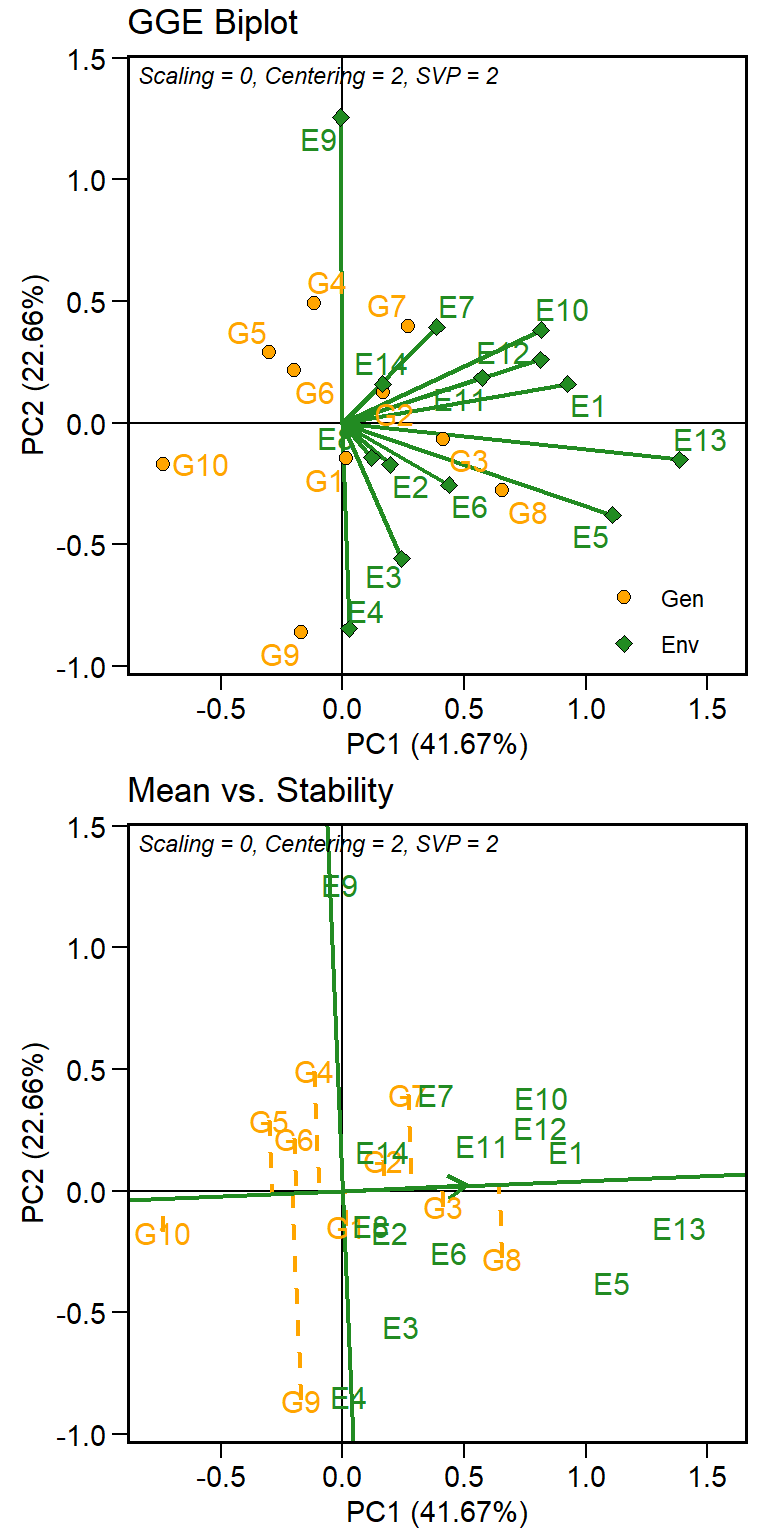 GGE Biplot
Scaling = 0, Centering = 2, SVP = 2
1.5
E9
1.0
PC2 (22.66%)
G4
0.5
G7
E7
E10
G5
E14
E12
G6
E11
E1
G2
0.0
E8
E13
G10
G1
G3
E2
E6
G8
E5
-0.5
E3
Gen
E4
Env
G9
-1.0
-0.5
0.0
0.5
1.0
1.5
PC1 (41.67%)
Mean vs. Stability
1.5
Scaling = 0, Centering = 2, SVP = 2
E9
1.0
PC2 (22.66%)
0.5
G4
G7
E7
E10
G5
E12
G6
E11
E14
E1
G2
0.0
G3
G10
G1
E8
E2
E13
E6
G8
E5
-0.5
E3
E4
G9
-1.0
-0.5
0.0
0.5
1.0
1.5
PC1 (41.67%)